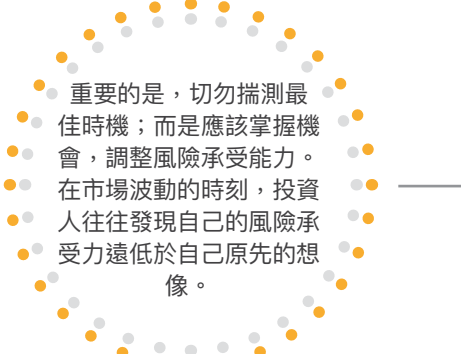 重要的是，切勿揣測最
佳時機；而是應該掌握機
會，調整風險承受能力。
在市場波動的時刻，投資
人往往發現自己的風險承
受力遠低於自己原先的想
像。